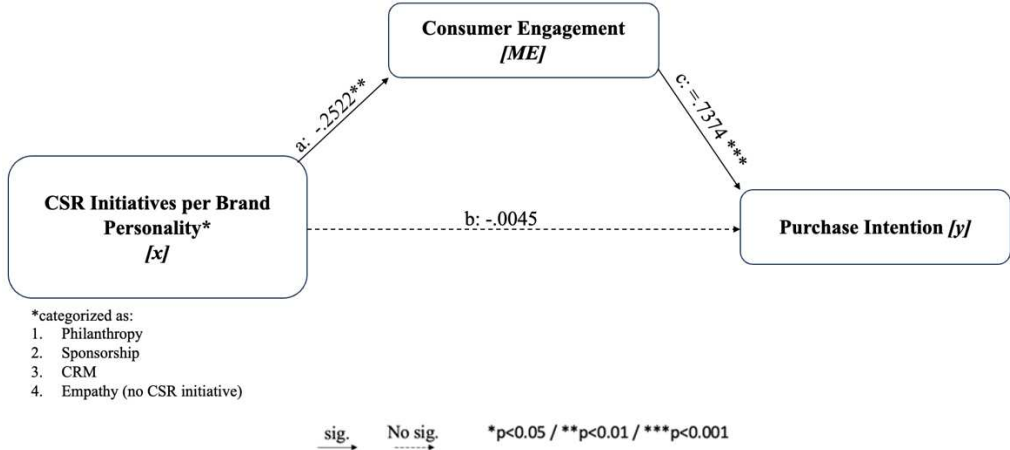 Consumer Engagement
[ME]
a: -.2522**
c: =.7374 ***
CSR Initiatives per Brand
Personality*
[x]
b: -.0045
Purchase Intention [y]
*categorized as:
1. Philanthropy
2. Sponsorship
3. CRM
4. Empathy (no CSR initiative)
sig. No sig. *p<0.05 / **p<0.01 / ***p<0.001